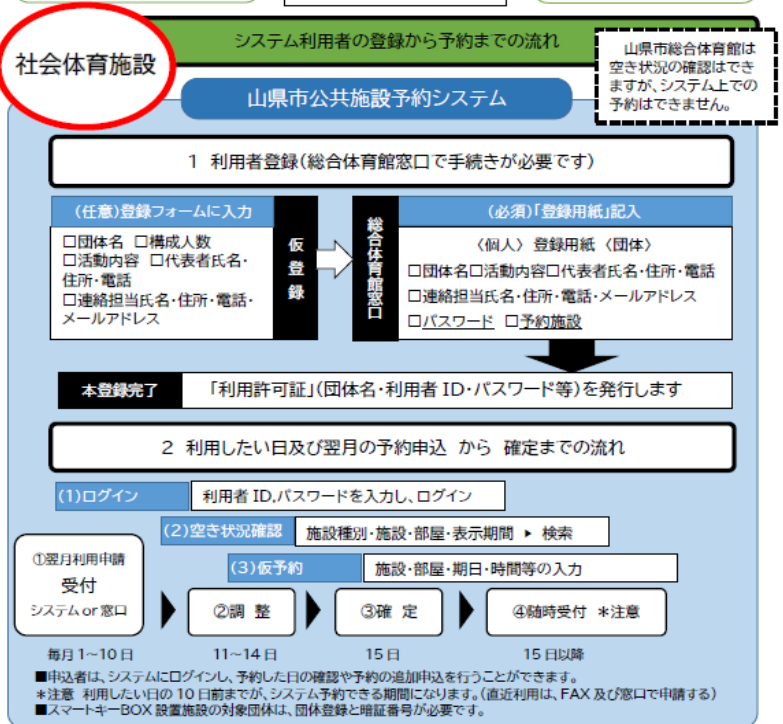 システム利用者の登録から予約までの流れ
社会体育施設
山県市総合体育館は
空き状況の確認はでき
ますが、システム上での
予約はできません。
山県市公共施設予約システム
1 利用者登録(総合体育館窓口で手続きが必要です)
(任意)登録フォームに入力
□団体名 □構成人数
□活動内容 □代表者氏名・
住所・電話
□連絡担当氏名・住所・電話・
メールアドレス
仮登録
総合体育館窓口
(必須)「登録用紙」記入
〈個人〉 登録用紙 〈団体〉
□団体名□活動内容□代表者氏名・住所・電話
□連絡担当氏名・住所・電話・メールアドレス
□パスワード □予約施設
本登録完了 「利用許可証」(団体名・利用者 ID・パスワード等)を発行します
2 利用したい日及び翌月の予約申込 から 確定までの流れ
(1)ログイン 利用者 ID,パスワードを入力し、ログイン
(2)空き状況確認 施設種別・施設・部屋・表示期間 ▶ 検索
(3)仮予約 施設・部屋・期日・時間等の入力
①翌月利用申請
受付
システム or 窓口
②調 整
③確 定
④随時受付 *注意
毎月 1~10 日 11~14 日 15 日 15 日以降
■申込者は、システムにログインし、予約した日の確認や予約の追加申込を行うことができます。
*注意 利用したい日の 10 日前までが、システム予約できる期間になります。(直近利用は、FAX 及び窓口で申請する)
■スマートキーBOX 設置施設の対象団体は、団体登録と暗証番号が必要です。